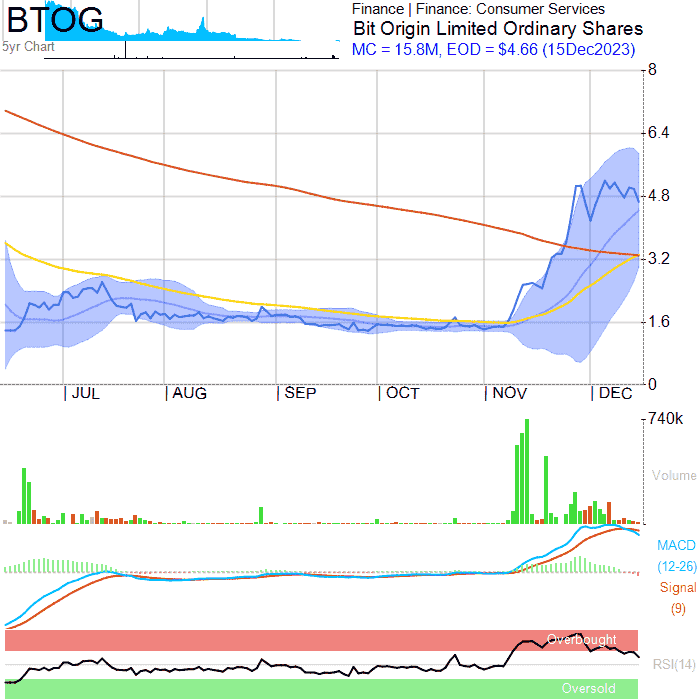 BTOG
5yr Chart
Finance | Finance: Consumer Services
Bit Origin Limited Ordinary Shares
MC = 15.8M, EOD = $4.66 (15Dec2023)
8
6.4
4.8
3.2
1.6
0
| JUL | AUG | SEP | OCT | NOV | DEC
740k
Volume
MACD
(12-26)
Signal
(9)
Overbought
RSI(14)
Oversold